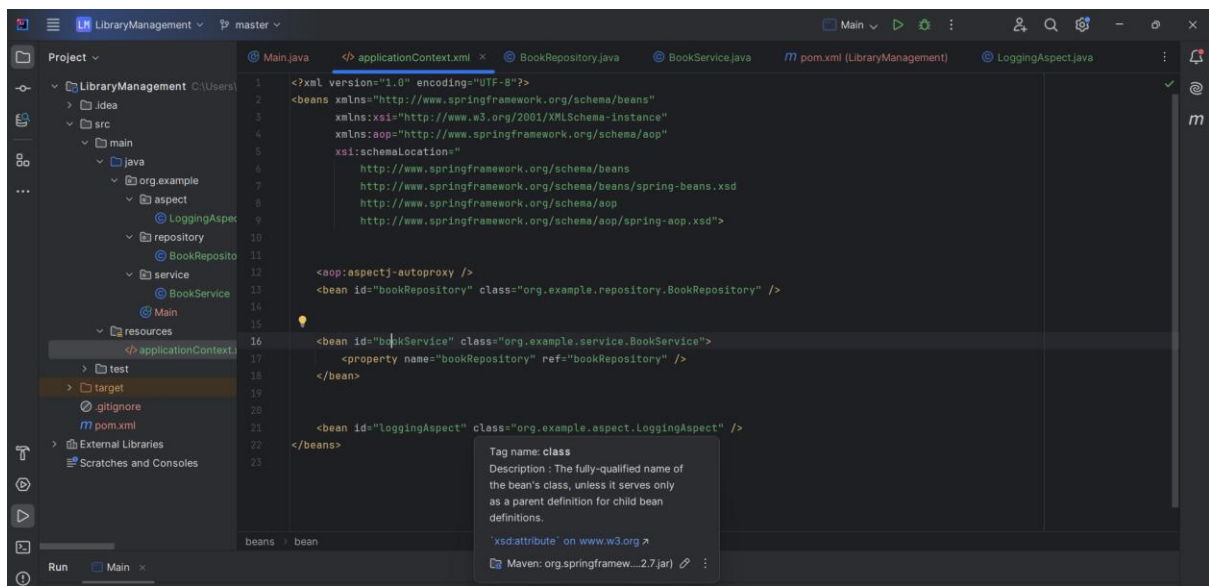 LM LibraryManagement master Main
Project
Main.java applicationContext.xml BookRepository.java BookService.java pom.xml (LibraryManagement) LoggingAspect.java
LibraryManagement C:\Users\
.idea
src
main
java
org.example
aspect
LoggingAspec
repository
BookReposito
service
BookService
Main
resources
applicationContext.x
test
target
.gitignore
pom.xml
External Libraries
Scratches and Consoles
1 <?xml version="1.0" encoding="UTF-8"?>
2 <beans xmlns="http://www.springframework.org/schema/beans"
3 xmlns:xsi="http://www.w3.org/2001/XMLSchema-instance"
4 xmlns:aop="http://www.springframework.org/schema/aop"
5 xsi:schemaLocation="
6 http://www.springframework.org/schema/beans
7 http://www.springframework.org/schema/beans/spring-beans.xsd
8 http://www.springframework.org/schema/aop
9 http://www.springframework.org/schema/aop/spring-aop.xsd">
10
11
12 <aop:aspectj-autoproxy />
13 <bean id="bookRepository" class="org.example.repository.BookRepository" />
14
15
16 <bean id="bookService" class="org.example.service.BookService">
17 <property name="bookRepository" ref="bookRepository" />
18 </bean>
19
20
21 <bean id="loggingAspect" class="org.example.aspect.LoggingAspect" />
22 </beans>
23
Tag name: class
Description : The fully-qualified name of
the bean's class, unless it serves only
as a parent definition for child bean
definitions.
`xsd:attribute` on www.w3.org
Maven: org.springframew....2.7.jar)
beans > bean
Run Main